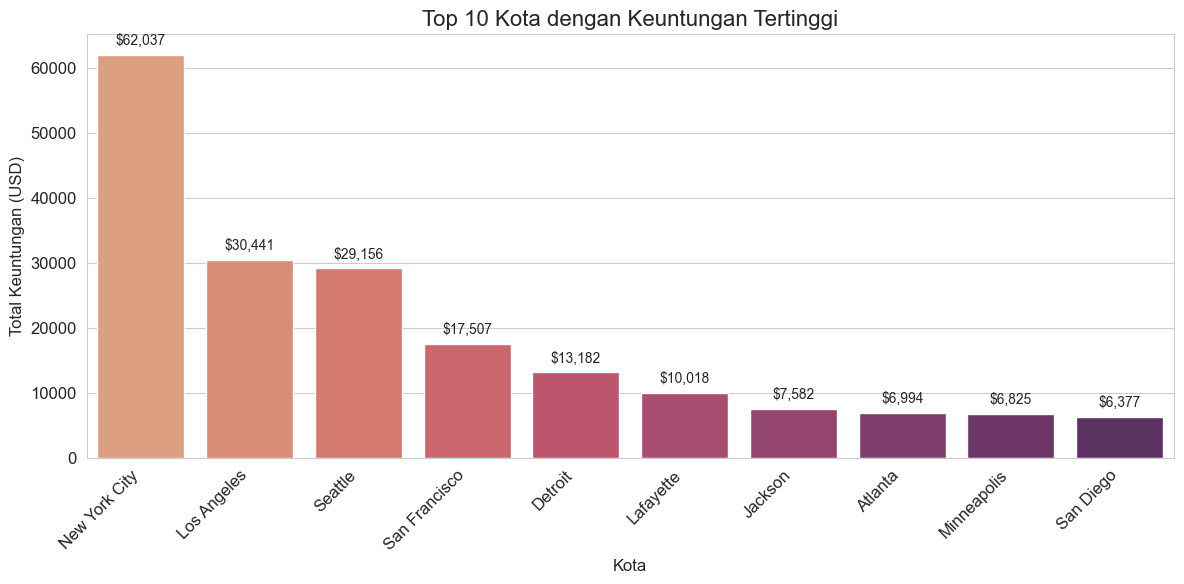 Top 10 Kota dengan Keuntungan Tertinggi
Total Keuntungan (USD)
60000
50000
40000
30000
20000
10000
0
$62,037
$30,441
$29,156
$17,507
$13,182
$10,018
$7,582
$6,994
$6,825
$6,377
New York City
Los Angeles
Seattle
San Francisco
Detroit
Lafayette
Jackson
Atlanta
Minneapolis
San Diego
Kota